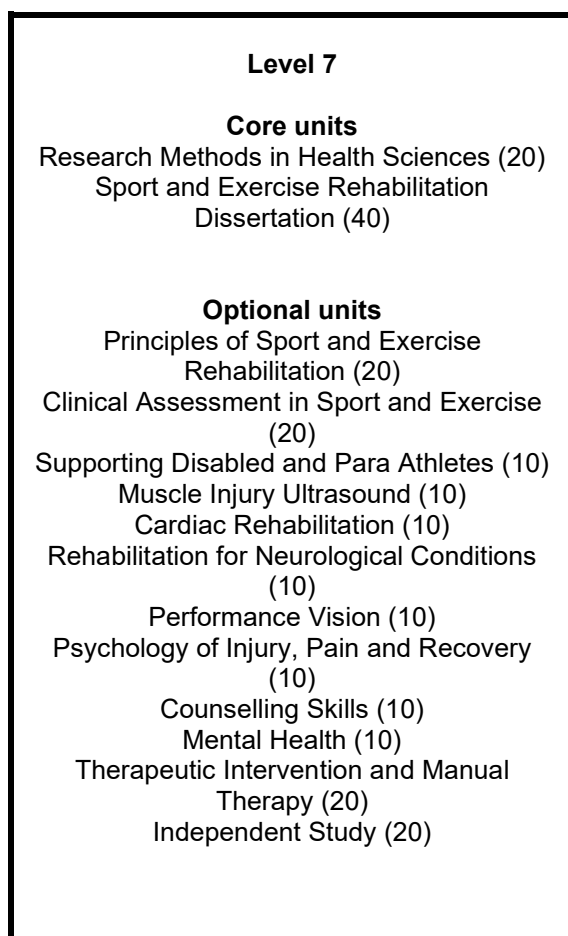 Level 7
Core units
Research Methods in Health Sciences (20)
Sport and Exercise Rehabilitation
Dissertation (40)
Optional units
Principles of Sport and Exercise
Rehabilitation (20)
Clinical Assessment in Sport and Exercise
(20)
Supporting Disabled and Para Athletes (10)
Muscle Injury Ultrasound (10)
Cardiac Rehabilitation (10)
Rehabilitation for Neurological Conditions
(10)
Performance Vision (10)
Psychology of Injury, Pain and Recovery
(10)
Counselling Skills (10)
Mental Health (10)
Therapeutic Intervention and Manual
Therapy (20)
Independent Study (20)